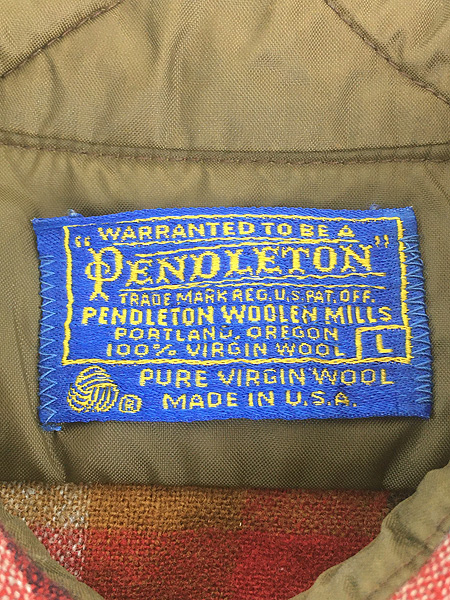 WARRANTED TO BE A
"PENDLETON"
TRADE MARK REG. U.S. PAT. OFF.
PENDLETON WOOLEN MILLS
PORTLAND, OREGON
100% VIRGIN WOOL L
PURE VIRGIN WOOL
® MADE IN U.S.A.